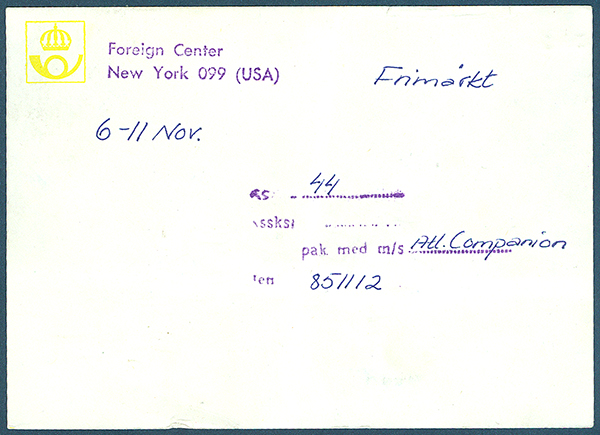 Foreign Center
New York 099 (USA)
Frimärkt
6-11 Nov.
44
pak. med m/s Atl. Companion
851112